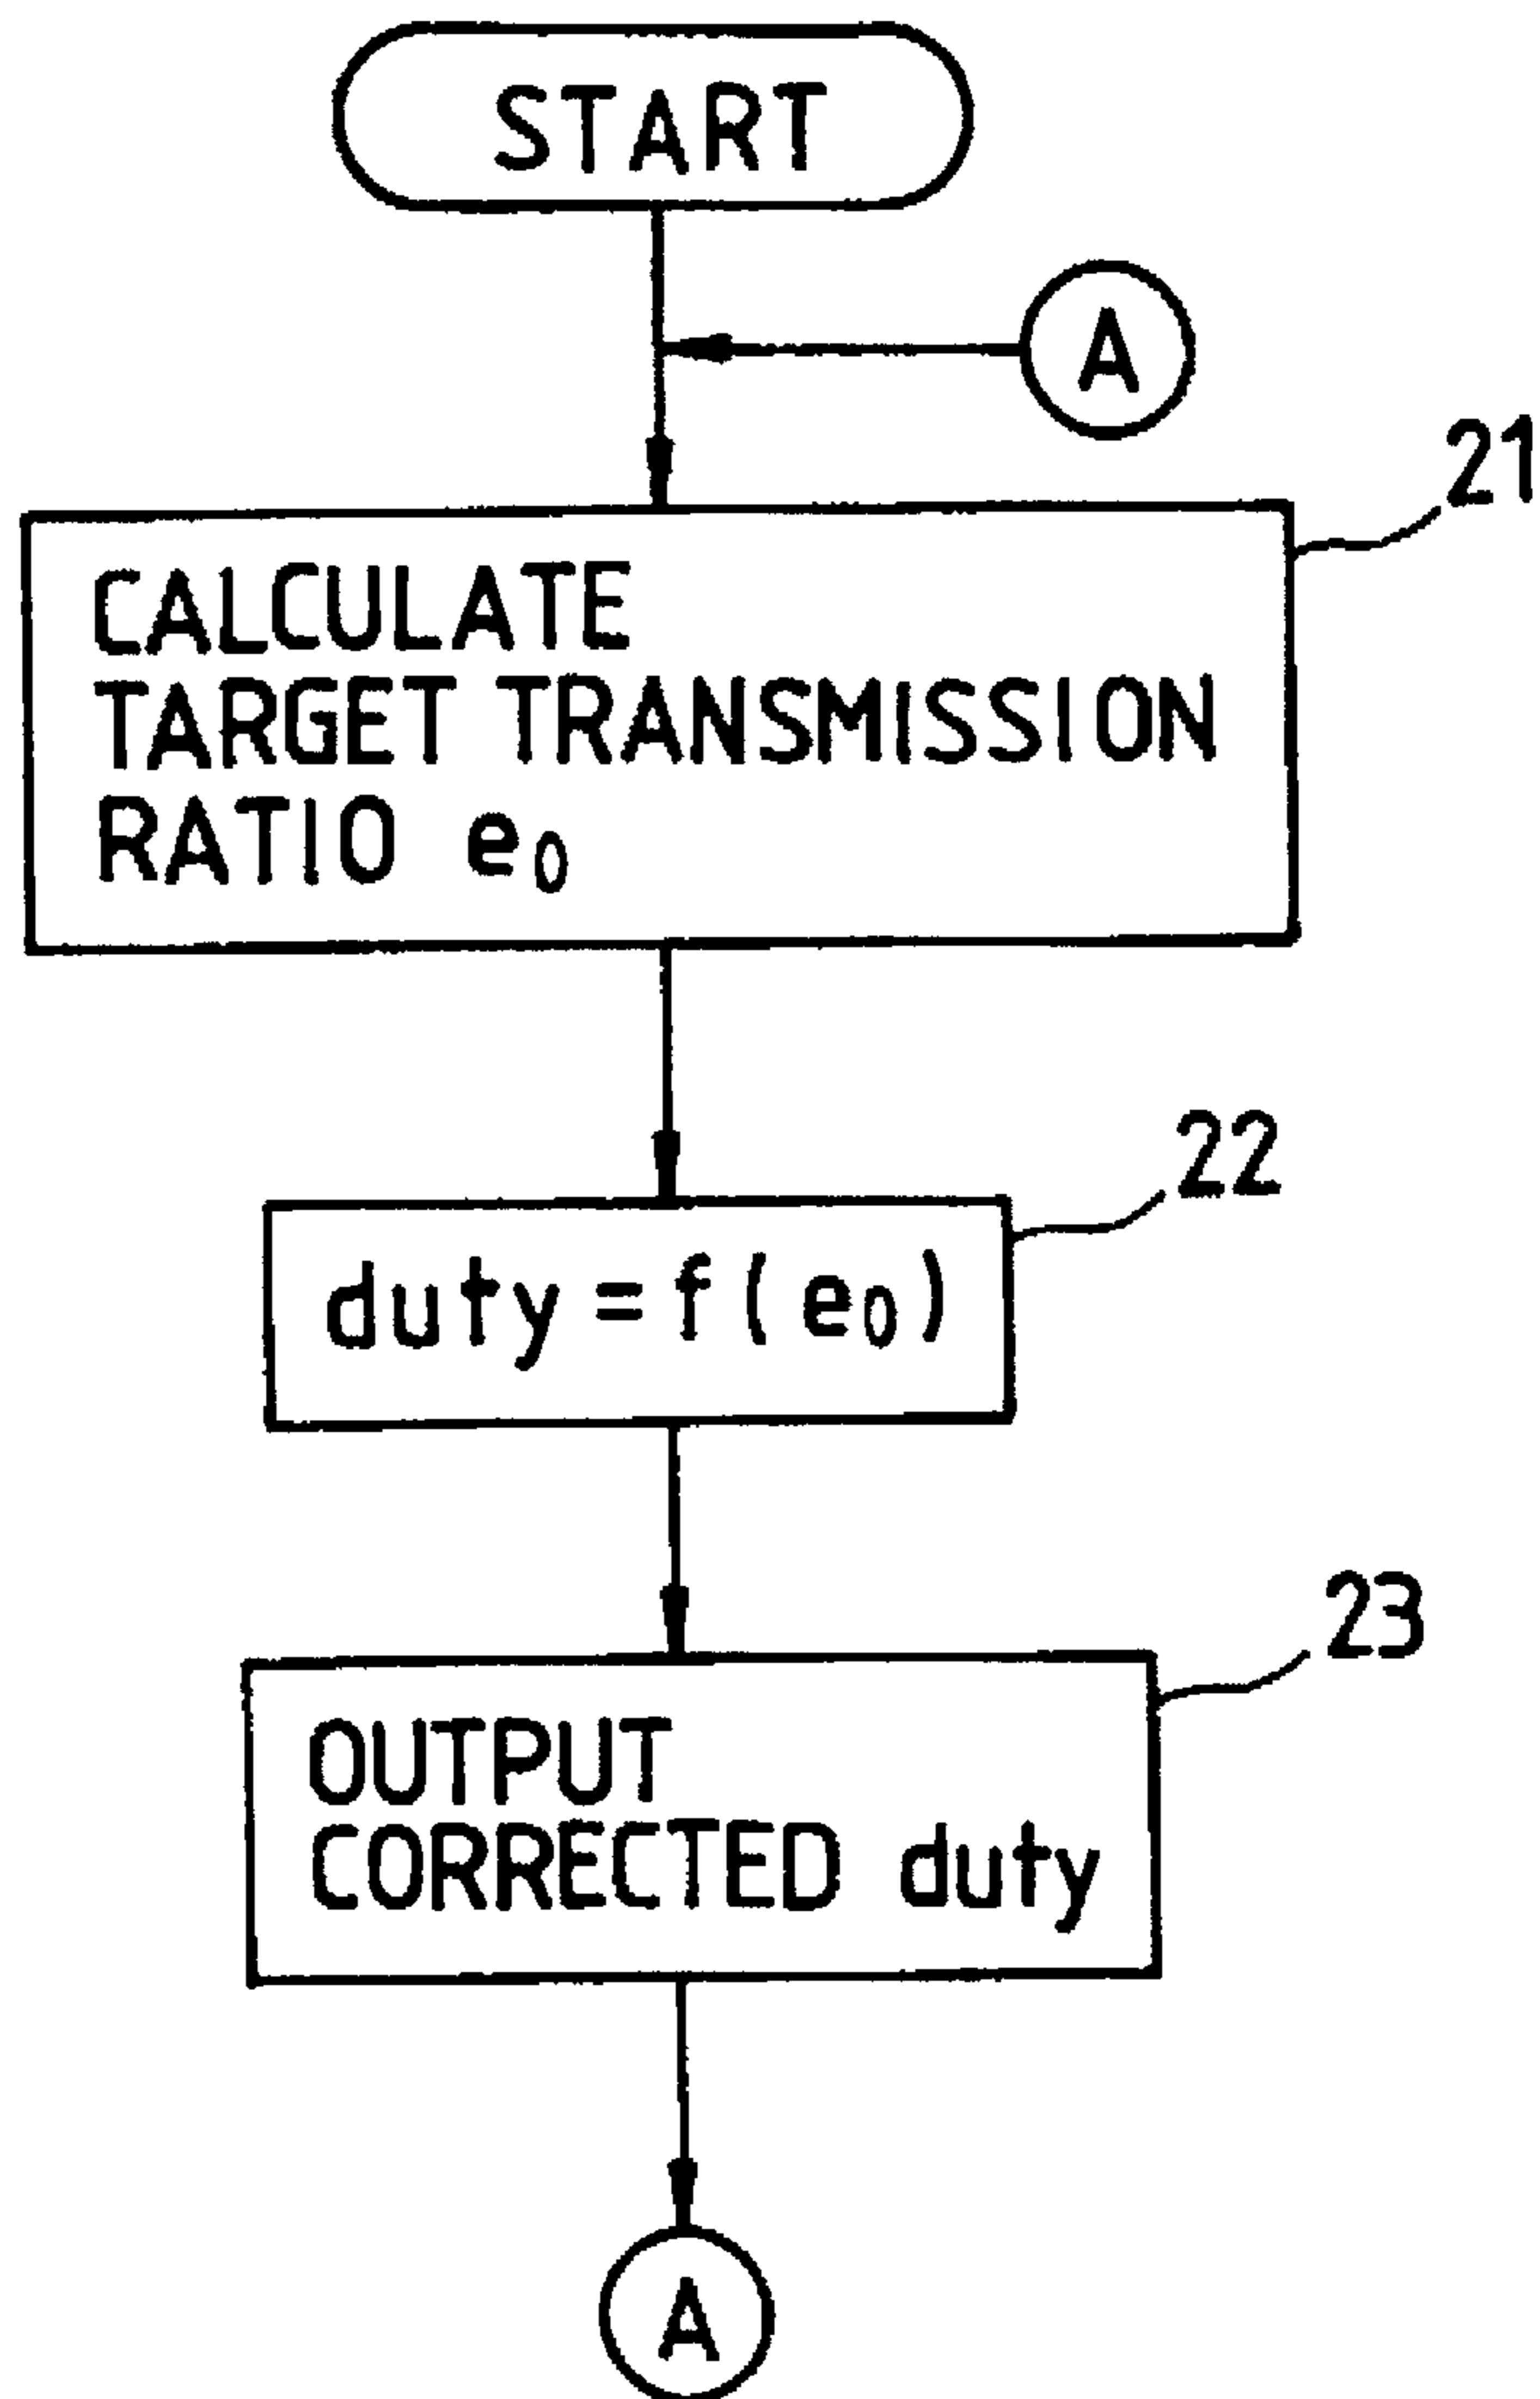 START
A
21
CALCULATE
TARGET TRANSMISSION
RATIO e₀
22
duty = f (e₀)
23
OUTPUT
CORRECTED duty
A